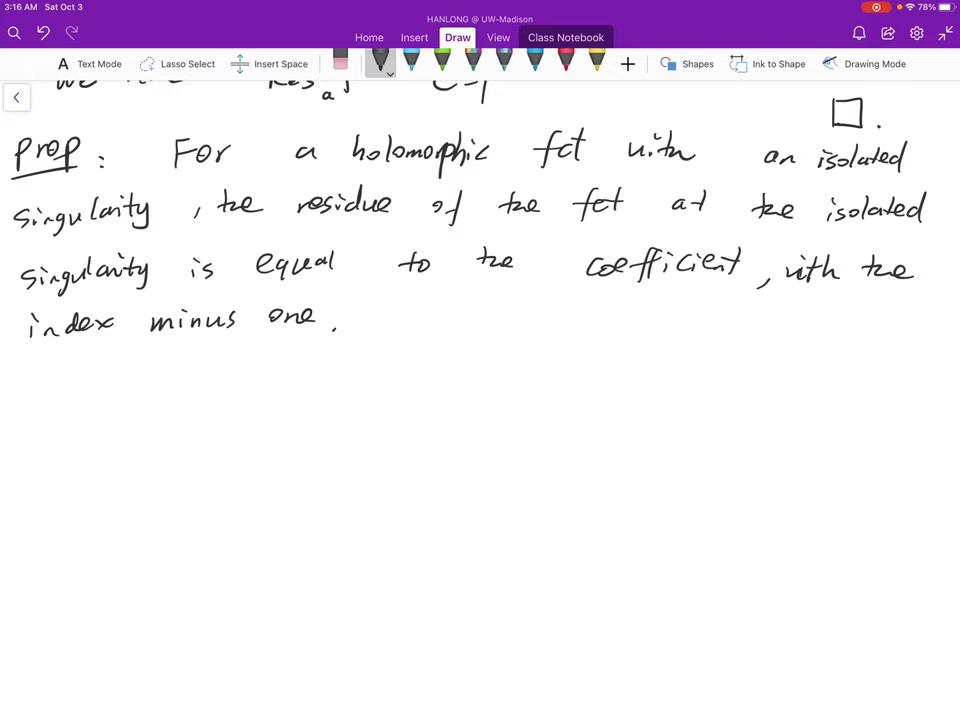 3:16 AM Sat Oct 3
78%
HANLONG @ UW-Madison
Home Insert Draw View Class Notebook
Text Mode Lasso Select Insert Space Shapes Ink to Shape Drawing Mode
Prop: For a holomorphic fct with an isolated
singularity, the residue of the fct at the isolated
singularity is equal to the coefficient, with the
index minus one.